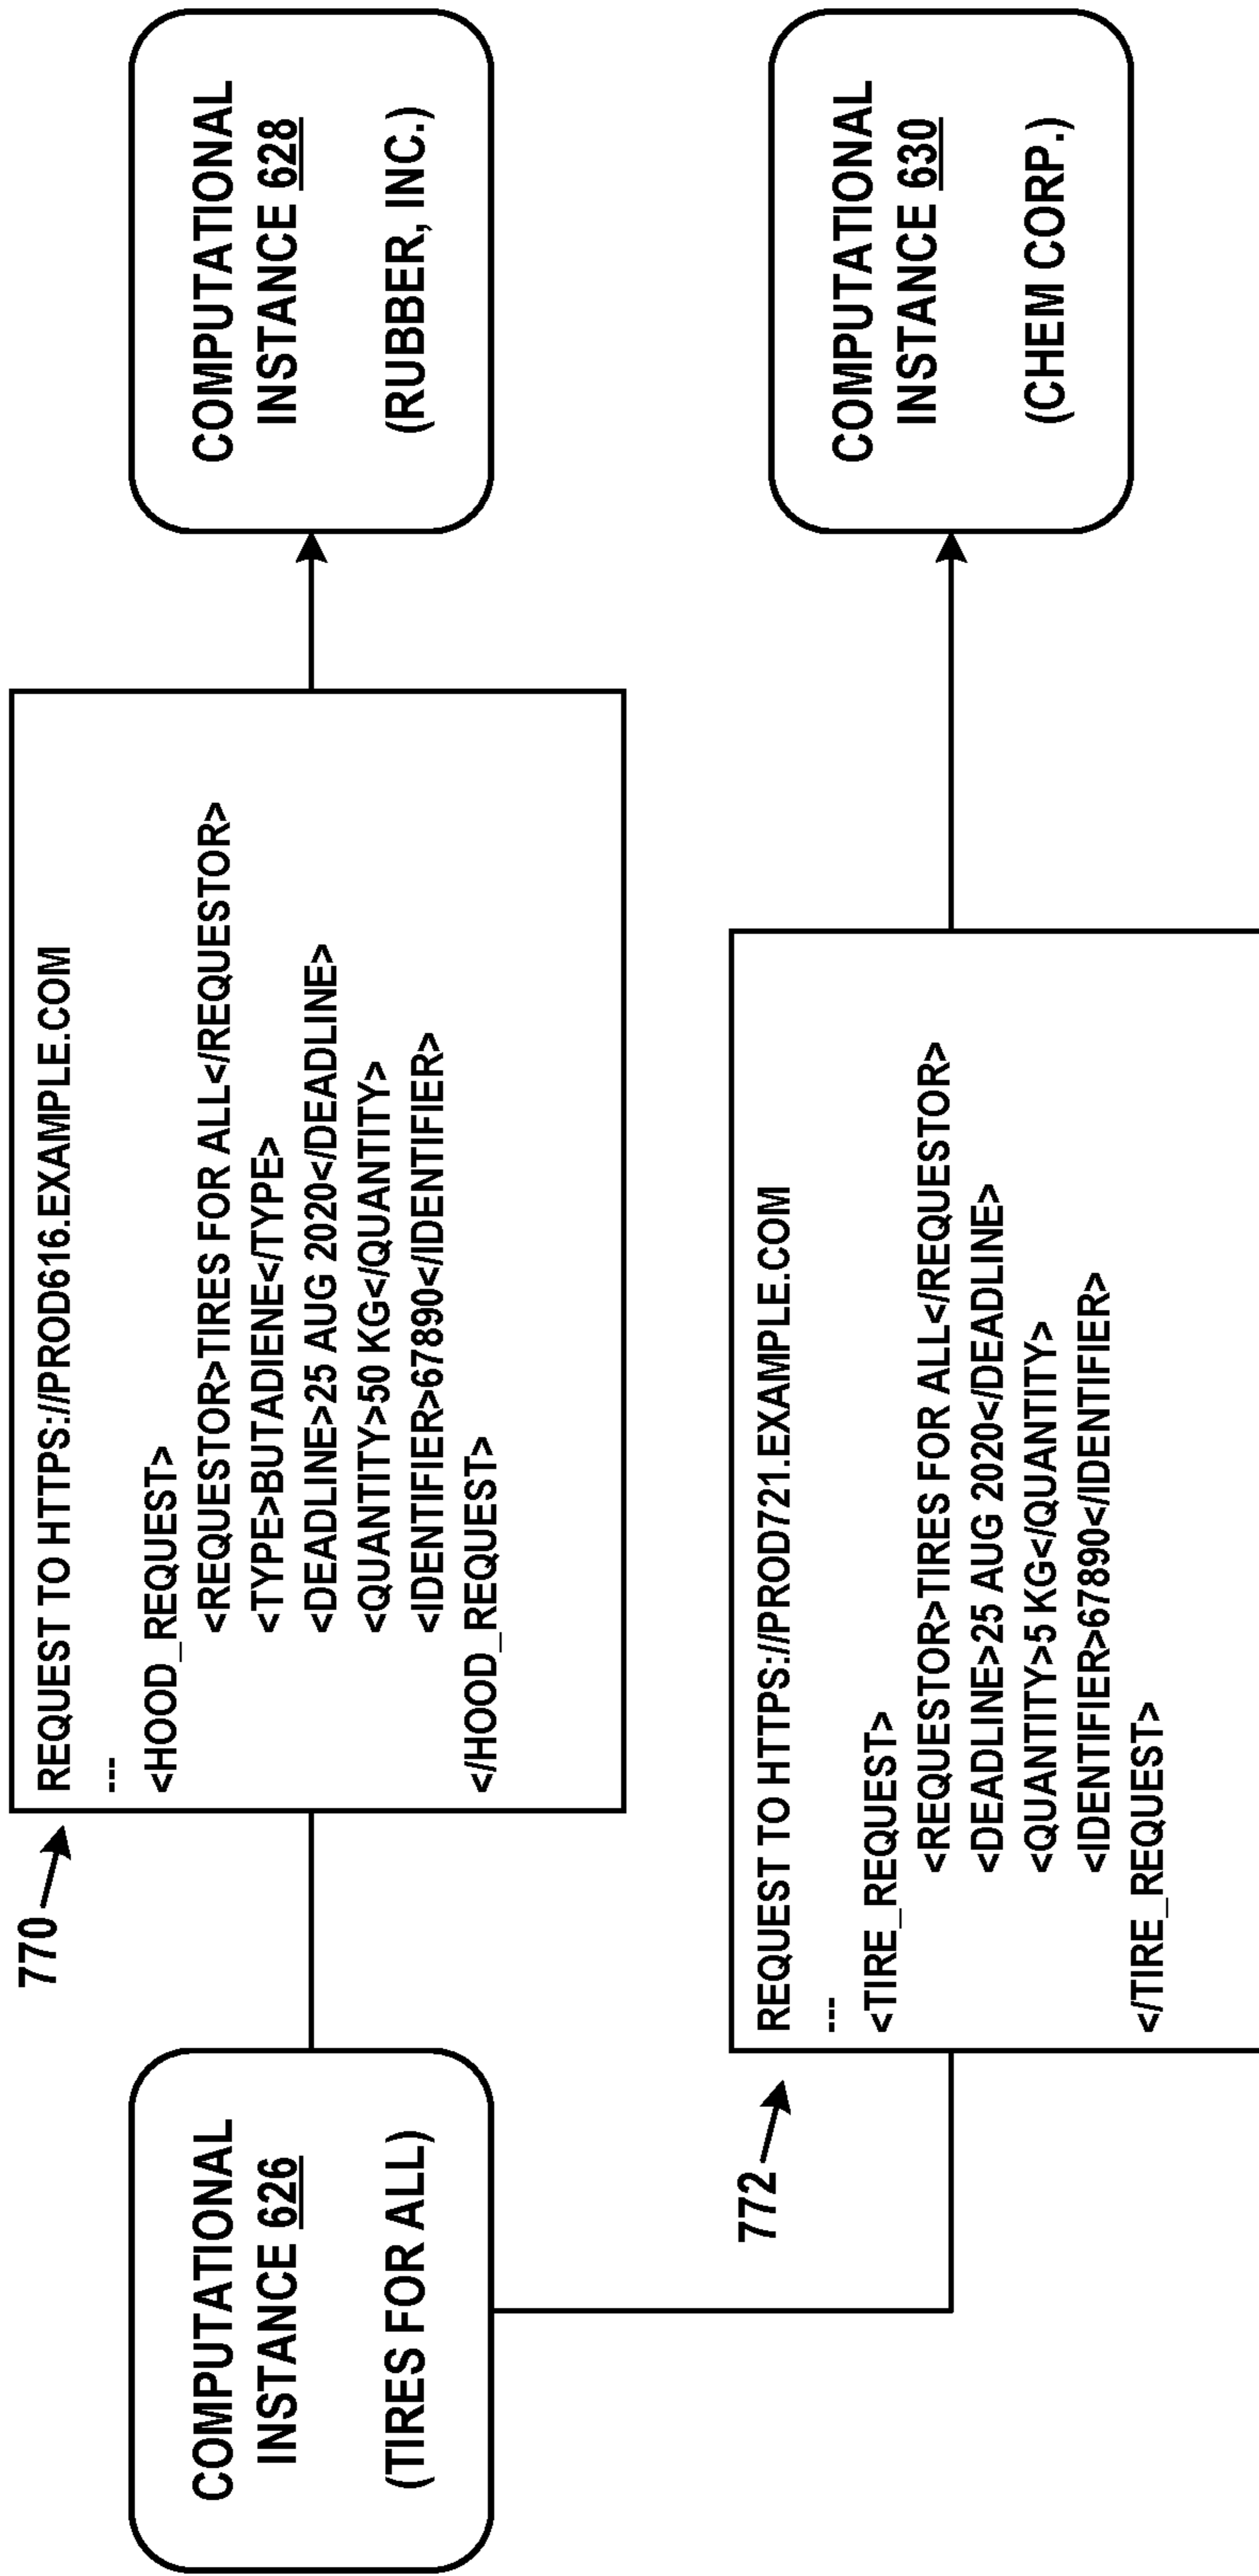 COMPUTATIONAL
INSTANCE 626
(TIRES FOR ALL)
770
REQUEST TO HTTPS://PROD616.EXAMPLE.COM
...
<HOOD_REQUEST>
<REQUESTOR>TIRES FOR ALL</REQUESTOR>
<TYPE>BUTADIENE</TYPE>
<DEADLINE>25 AUG 2020</DEADLINE>
<QUANTITY>50 KG</QUANTITY>
<IDENTIFIER>67890</IDENTIFIER>
</HOOD_REQUEST>
COMPUTATIONAL
INSTANCE 628
(RUBBER, INC.)
772
REQUEST TO HTTPS://PROD721.EXAMPLE.COM
...
<TIRE_REQUEST>
<REQUESTOR>TIRES FOR ALL</REQUESTOR>
<DEADLINE>25 AUG 2020</DEADLINE>
<QUANTITY>5 KG</QUANTITY>
<IDENTIFIER>67890</IDENTIFIER>
</TIRE_REQUEST>
COMPUTATIONAL
INSTANCE 630
(CHEM CORP.)